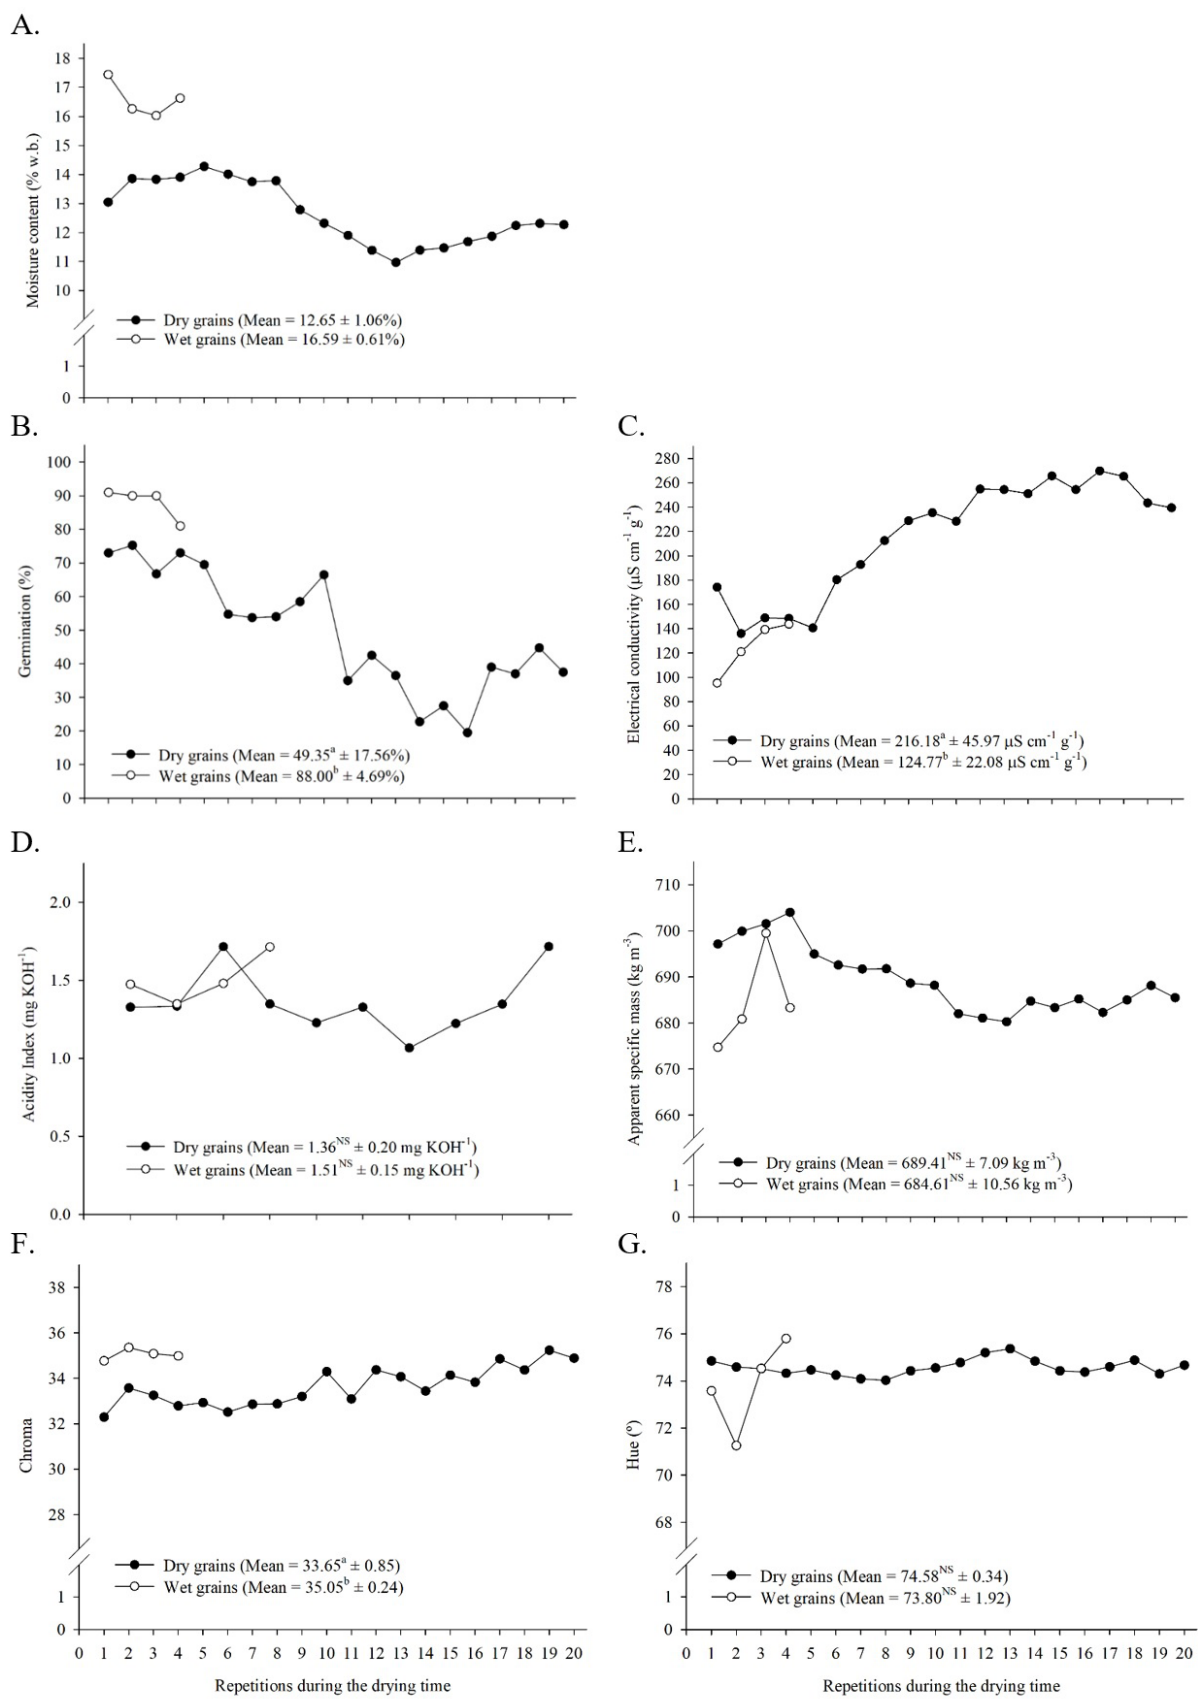 A.
18
17
16
15
14
13
12
11
10
1
0
Moisture content (% w.b.)
Dry grains (Mean = 12.65 ± 1.06%)
Wet grains (Mean = 16.59 ± 0.61%)
B.
100
90
80
70
60
50
40
30
20
10
0
Germination (%)
Dry grains (Mean = 49.35ᵃ ± 17.56%)
Wet grains (Mean = 88.00ᵇ ± 4.69%)
C.
280
260
240
220
200
180
160
140
120
100
80
60
40
20
0
Electrical conductivity (μS cm⁻¹ g⁻¹)
Dry grains (Mean = 216.18ᵃ ± 45.97 μS cm⁻¹ g⁻¹)
Wet grains (Mean = 124.77ᵇ ± 22.08 μS cm⁻¹ g⁻¹)
D.
2.0
1.5
1.0
0.5
0.0
Acidity Index (mg KOH⁻¹)
Dry grains (Mean = 1.36ᴺˢ ± 0.20 mg KOH⁻¹)
Wet grains (Mean = 1.51ᴺˢ ± 0.15 mg KOH⁻¹)
E.
710
700
690
680
670
660
1
0
Apparent specific mass (kg m⁻³)
Dry grains (Mean = 689.41ᴺˢ ± 7.09 kg m⁻³)
Wet grains (Mean = 684.61ᴺˢ ± 10.56 kg m⁻³)
F.
38
36
34
32
30
28
1
0
Chroma
Dry grains (Mean = 33.65ᵃ ± 0.85)
Wet grains (Mean = 35.05ᵇ ± 0.24)
0 1 2 3 4 5 6 7 8 9 10 11 12 13 14 15 16 17 18 19 20
Repetitions during the drying time
G.
78
76
74
72
70
68
1
0
Hue (º)
Dry grains (Mean = 74.58ᴺˢ ± 0.34)
Wet grains (Mean = 73.80ᴺˢ ± 1.92)
0 1 2 3 4 5 6 7 8 9 10 11 12 13 14 15 16 17 18 19 20
Repetitions during the drying time